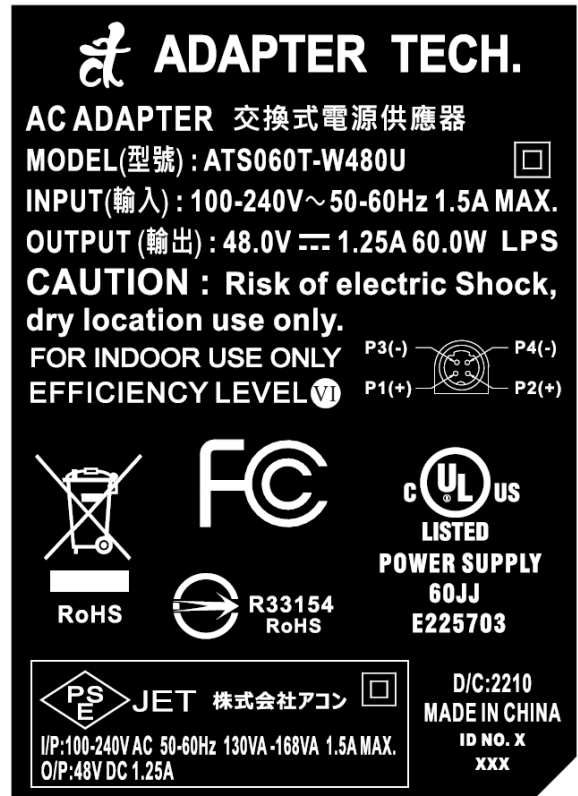 ADAPTER TECH.
AC ADAPTER 交換式電源供應器
MODEL(型號) : ATS060T-W480U
INPUT(輸入) : 100-240V～50-60Hz 1.5A MAX.
OUTPUT (輸出) : 48.0V ⎓ 1.25A 60.0W LPS
CAUTION : Risk of electric Shock,
dry location use only.
FOR INDOOR USE ONLY
EFFICIENCY LEVEL VI
P3(-) P4(-)
P1(+) P2(+)
FC
C UL US
®
LISTED
POWER SUPPLY
60JJ
E225703
RoHS
R33154
RoHS
PSE JET 株式会社アコン
I/P:100-240V AC 50-60Hz 130VA -168VA 1.5A MAX.
O/P:48V DC 1.25A
D/C:2210
MADE IN CHINA
ID NO. X
XXX